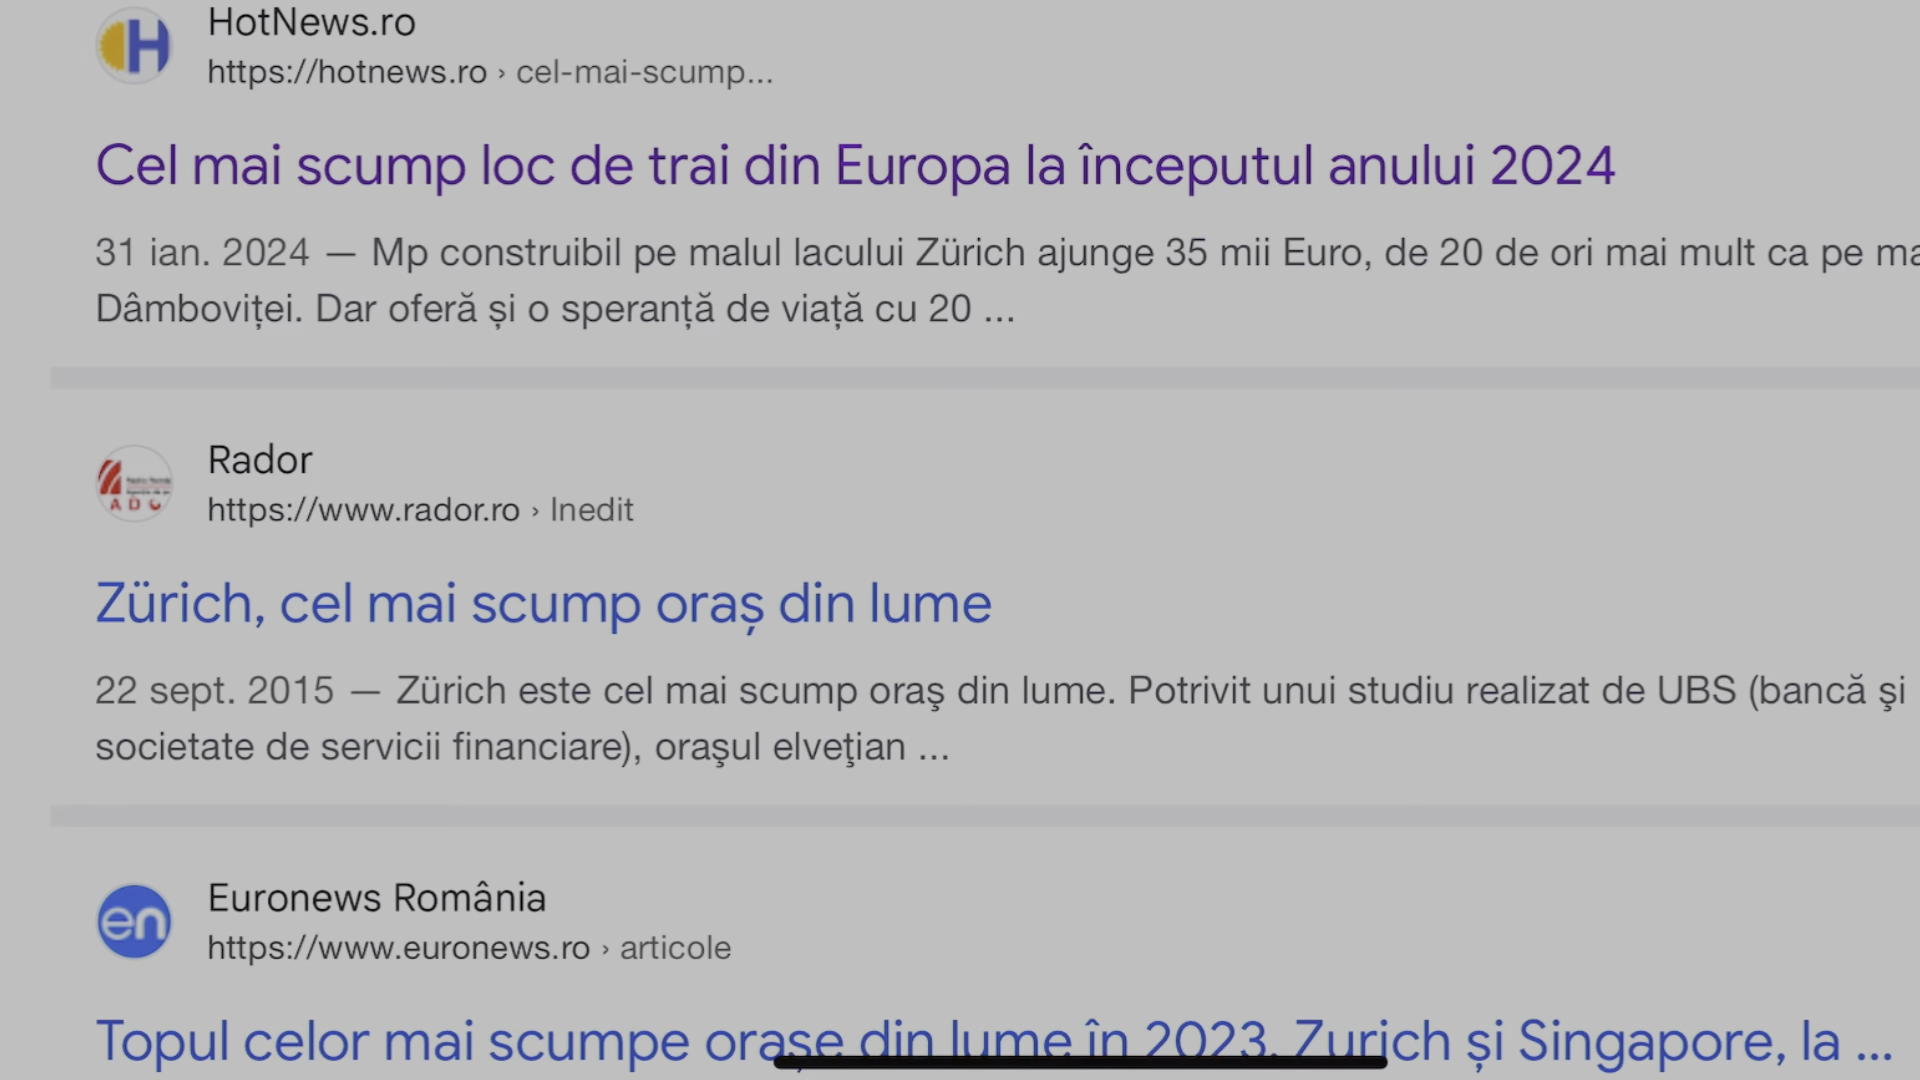 HotNews.ro
https://hotnews.ro › cel-mai-scump...
Cel mai scump loc de trai din Europa la începutul anului 2024
31 ian. 2024 — Mp construibil pe malul lacului Zürich ajunge 35 mii Euro, de 20 de ori mai mult ca pe
Dâmboviței. Dar oferă și o speranță de viață cu 20 ...
Rador
https://www.rador.ro › Inedit
Zürich, cel mai scump oraș din lume
22 sept. 2015 — Zürich este cel mai scump oraş din lume. Potrivit unui studiu realizat de UBS (bancă şi
societate de servicii financiare), oraşul elveţian ...
en
Euronews România
https://www.euronews.ro › articole
Topul celor mai scumpe orașe din lume în 2023. Zurich și Singapore, la ...